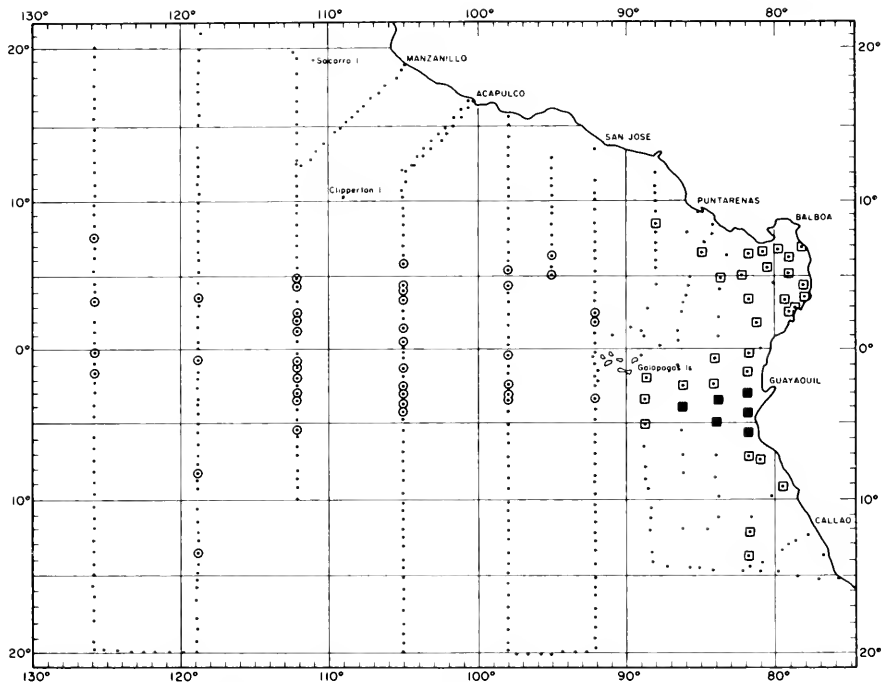 130° 120° 110° 100° 90° 80°
20° 20°
Socorro I.
MANZANILLO
ACAPULCO
SAN JOSE
10° Clipperton I. 10°
PUNTARENAS
BALBOA
0° 0°
Galapagos Is
GUAYAQUIL
10° 10°
CALLAO
20° 20°
130° 120° 110° 100° 90° 80°